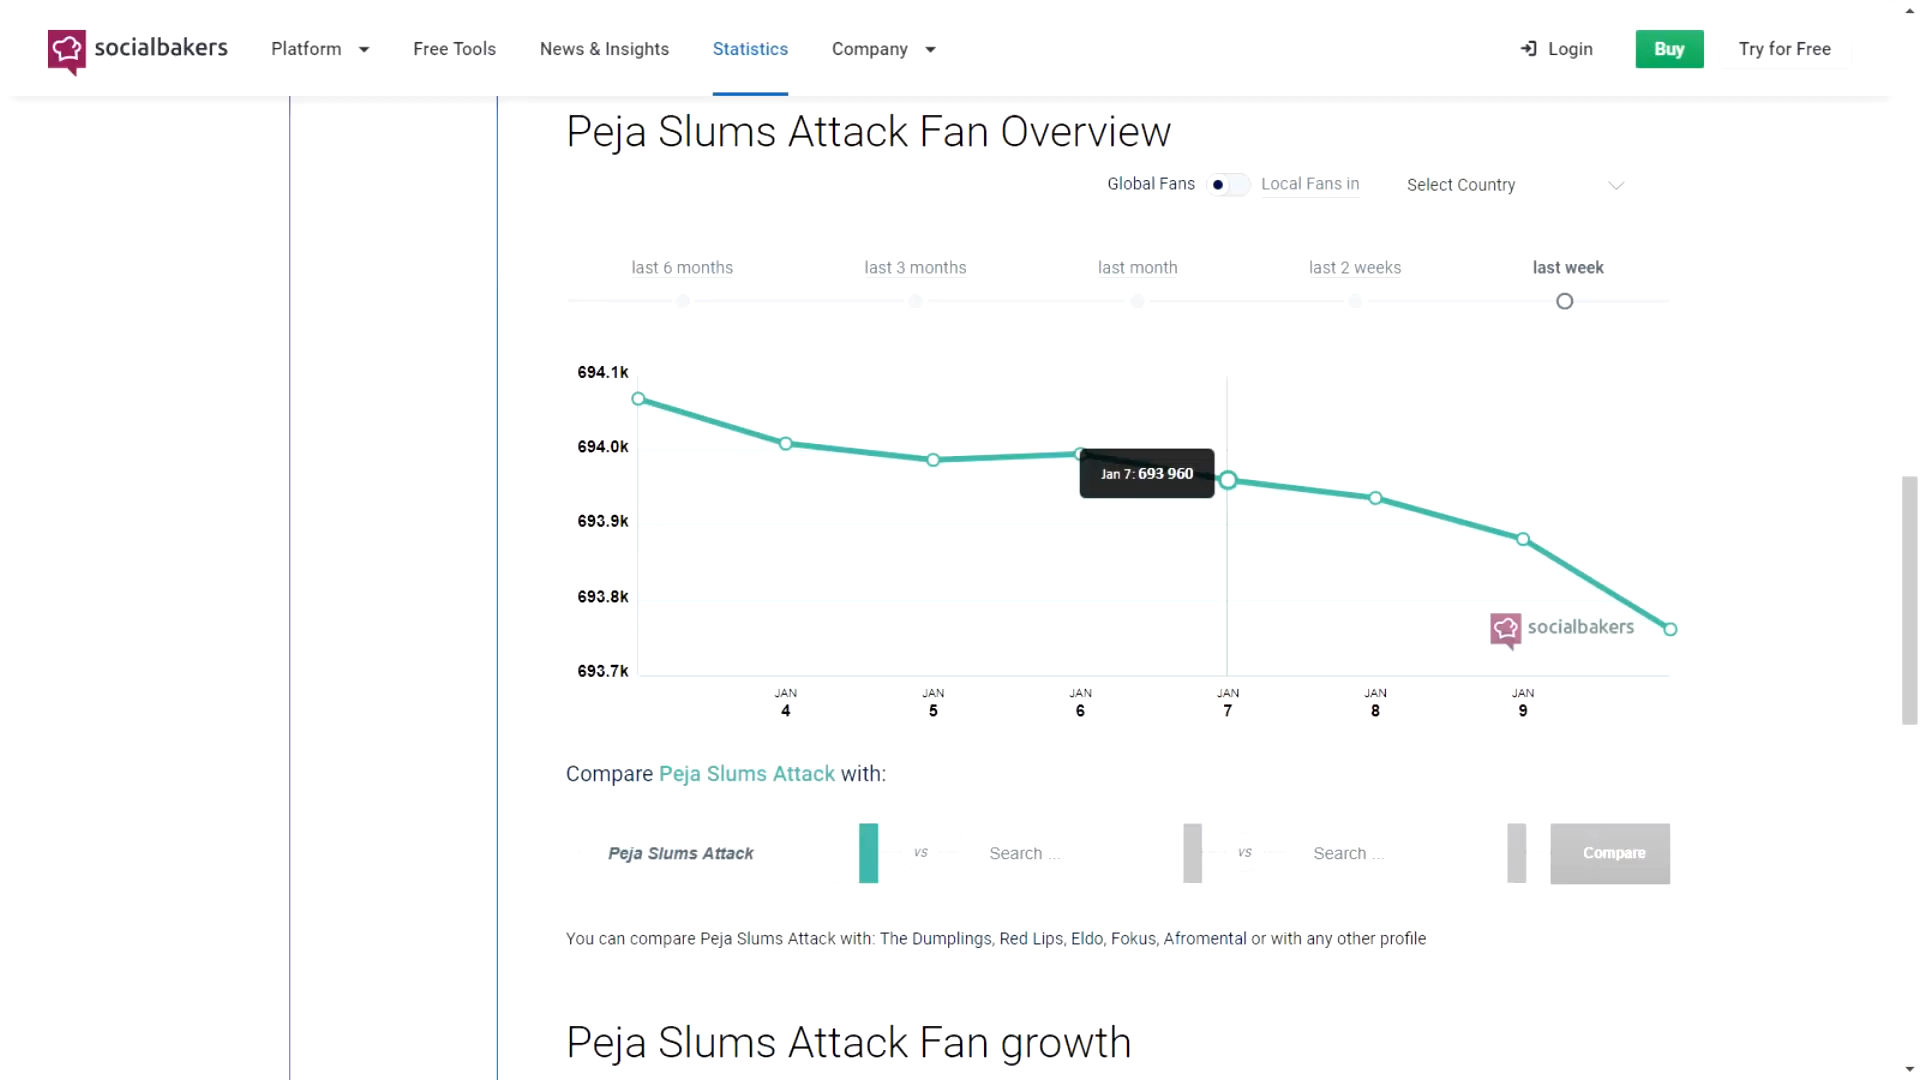 socialbakers Platform Free Tools News & Insights Statistics Company Login Buy Try for Free
Peja Slums Attack Fan Overview
Global Fans Local Fans in Select Country
last 6 months last 3 months last month last 2 weeks last week
694.1k
694.0k
Jan 7: 693 960
693.9k
693.8k
socialbakers
693.7k
JAN JAN JAN JAN JAN JAN
4 5 6 7 8 9
Compare Peja Slums Attack with:
Peja Slums Attack vs Search ... vs Search ... Compare
You can compare Peja Slums Attack with: The Dumplings, Red Lips, Eldo, Fokus, Afromental or with any other profile
Peja Slums Attack Fan growth